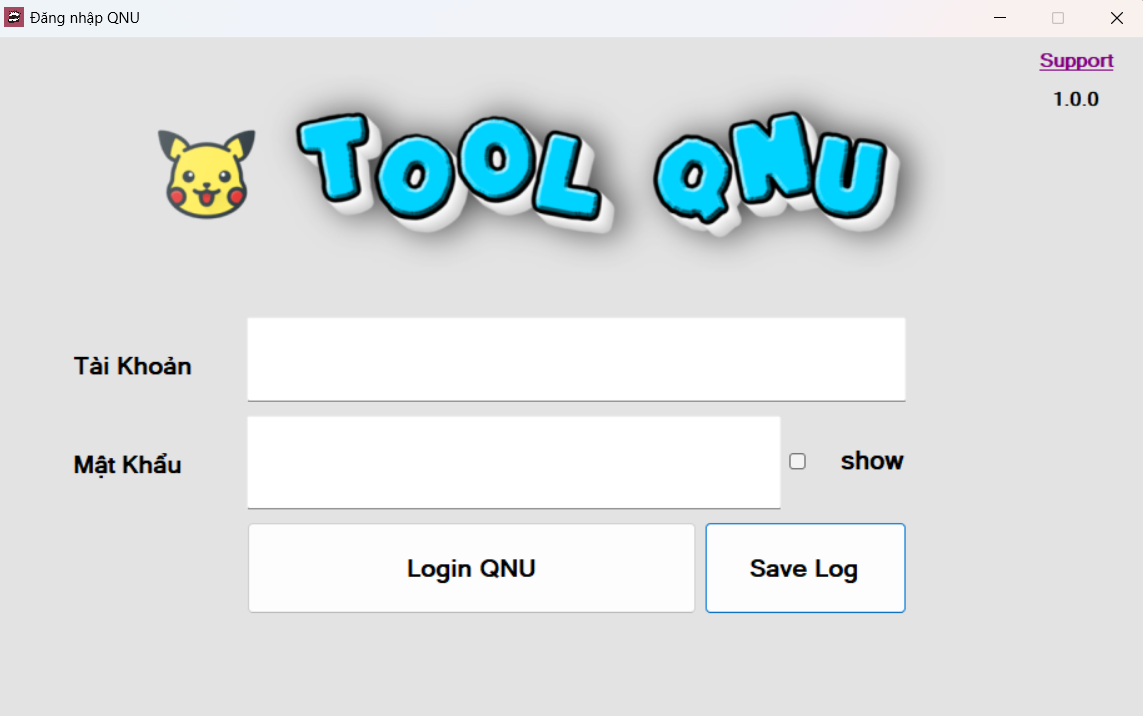 Đăng nhập QNU
Support
1.0.0
TOOL QNU
Tài Khoản
Mật Khẩu
show
Login QNU
Save Log